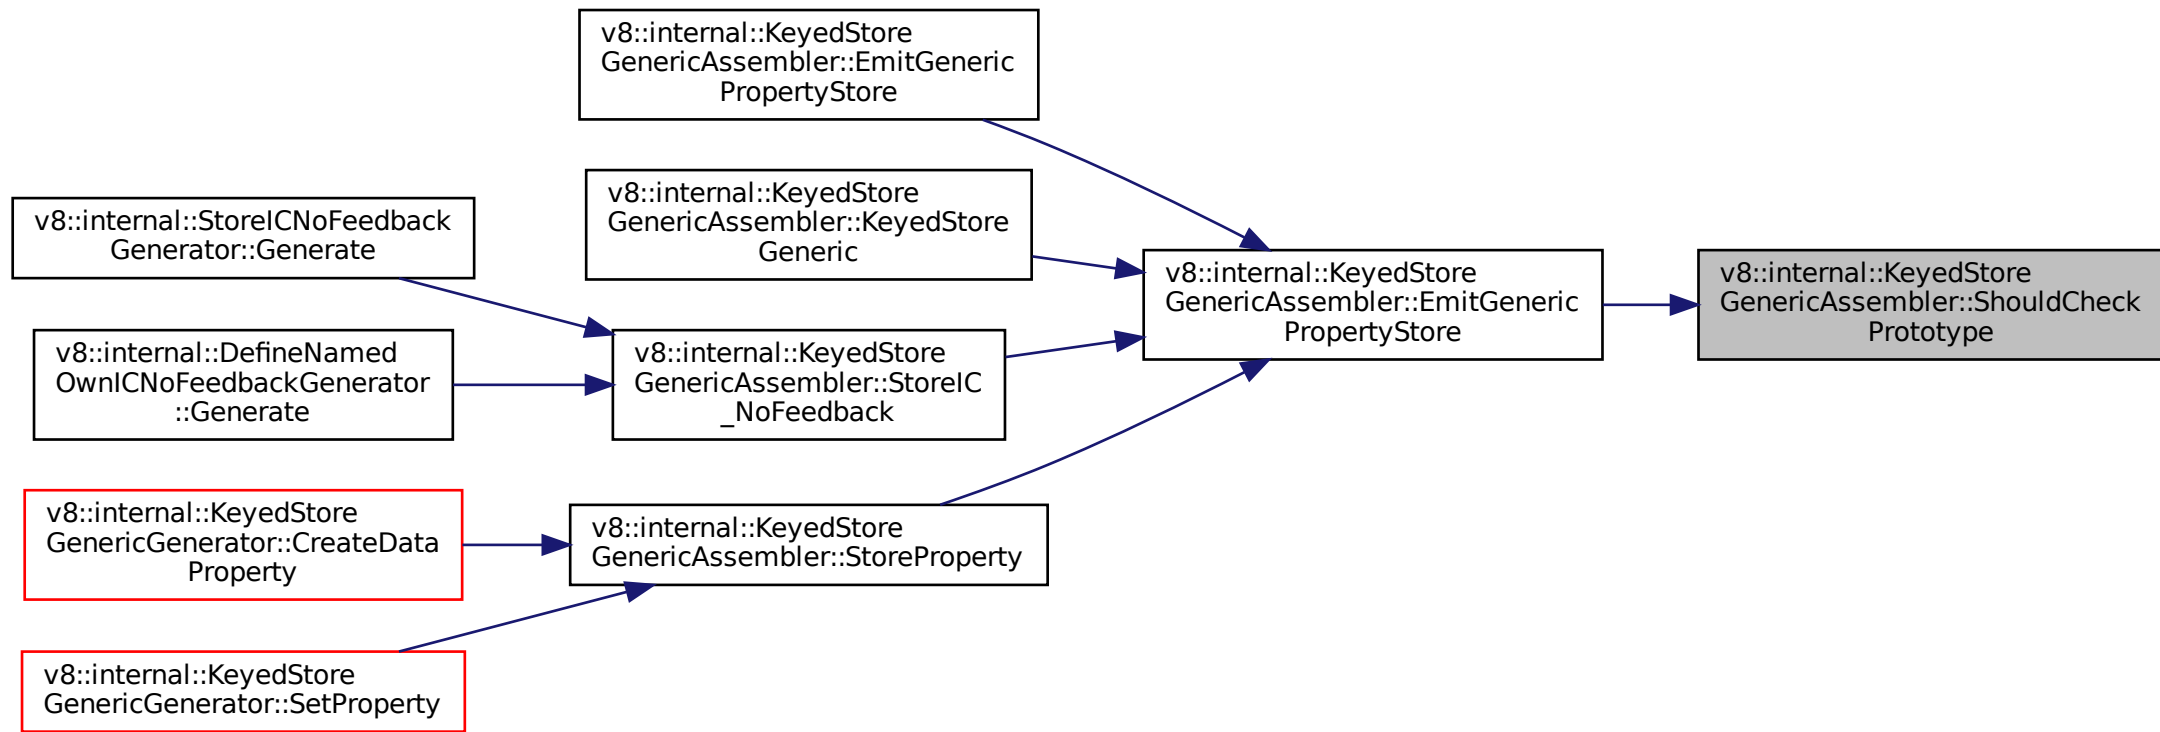 v8::internal::KeyedStore
GenericAssembler::EmitGeneric
PropertyStore
v8::internal::KeyedStore
GenericAssembler::KeyedStore
Generic
v8::internal::StoreICNoFeedback
Generator::Generate
v8::internal::KeyedStore
GenericAssembler::EmitGeneric
PropertyStore
v8::internal::KeyedStore
GenericAssembler::ShouldCheck
Prototype
v8::internal::DefineNamed
OwnICNoFeedbackGenerator
::Generate
v8::internal::KeyedStore
GenericAssembler::StoreIC
_NoFeedback
v8::internal::KeyedStore
GenericGenerator::CreateData
Property
v8::internal::KeyedStore
GenericAssembler::StoreProperty
v8::internal::KeyedStore
GenericGenerator::SetProperty